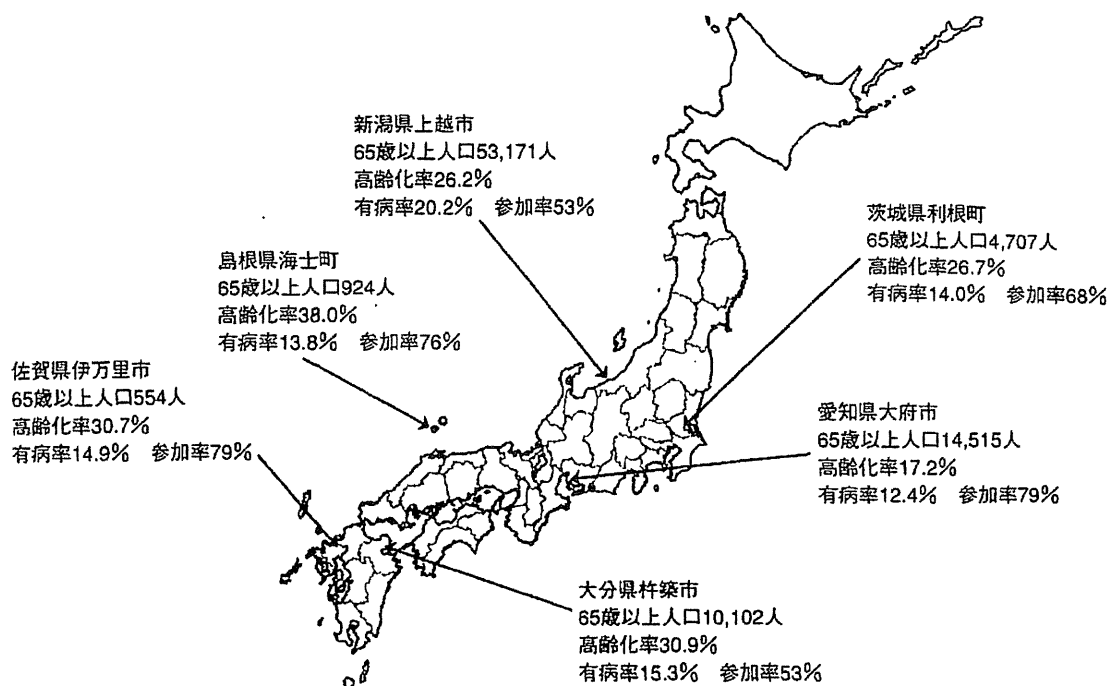 新潟県上越市
65歳以上人口53,171人
高齢化率26.2%
有病率20.2% 参加率53%
茨城県利根町
65歳以上人口4,707人
高齢化率26.7%
有病率14.0% 参加率68%
島根県海士町
65歳以上人口924人
高齢化率38.0%
有病率13.8% 参加率76%
佐賀県伊万里市
65歳以上人口554人
高齢化率30.7%
有病率14.9% 参加率79%
愛知県大府市
65歳以上人口14,515人
高齢化率17.2%
有病率12.4% 参加率79%
大分県杵築市
65歳以上人口10,102人
高齢化率30.9%
有病率15.3% 参加率53%